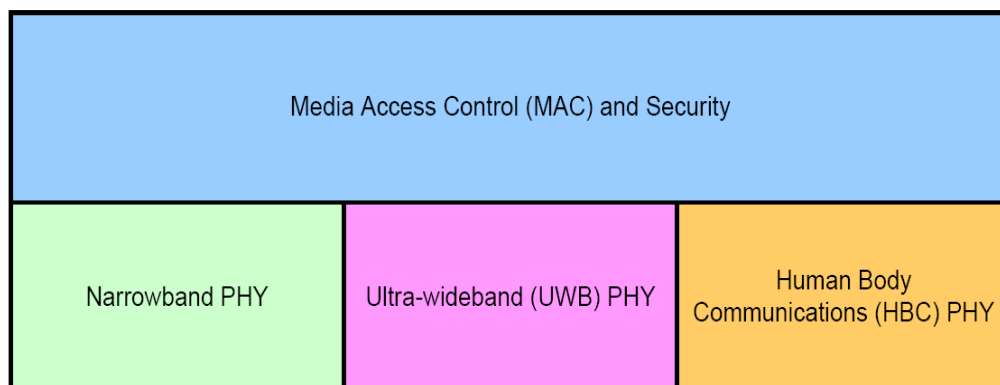 Media Access Control (MAC) and Security
Narrowband PHY
Ultra-wideband (UWB) PHY
Human Body
Communications (HBC) PHY